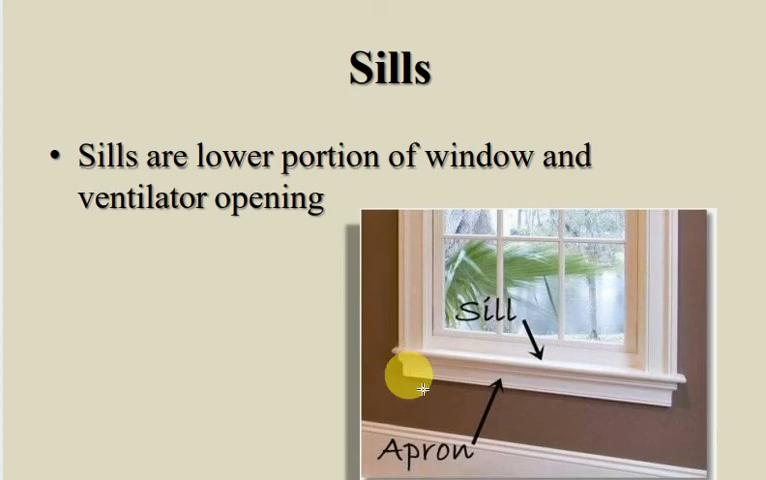 Sills
• Sills are lower portion of window and
ventilator opening
Sill
Apron